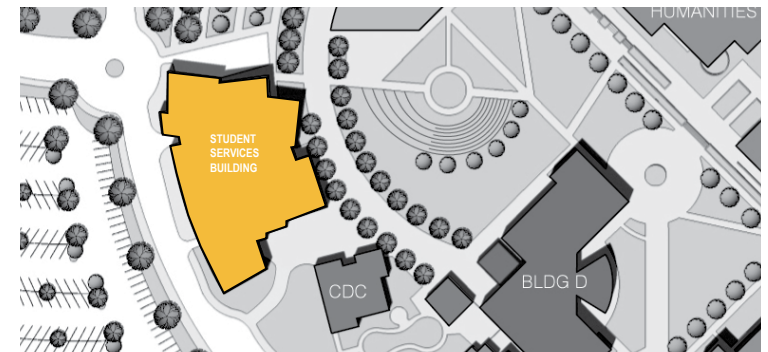 HUMANITIES
STUDENT
SERVICES
BUILDING
CDC
BLDG D